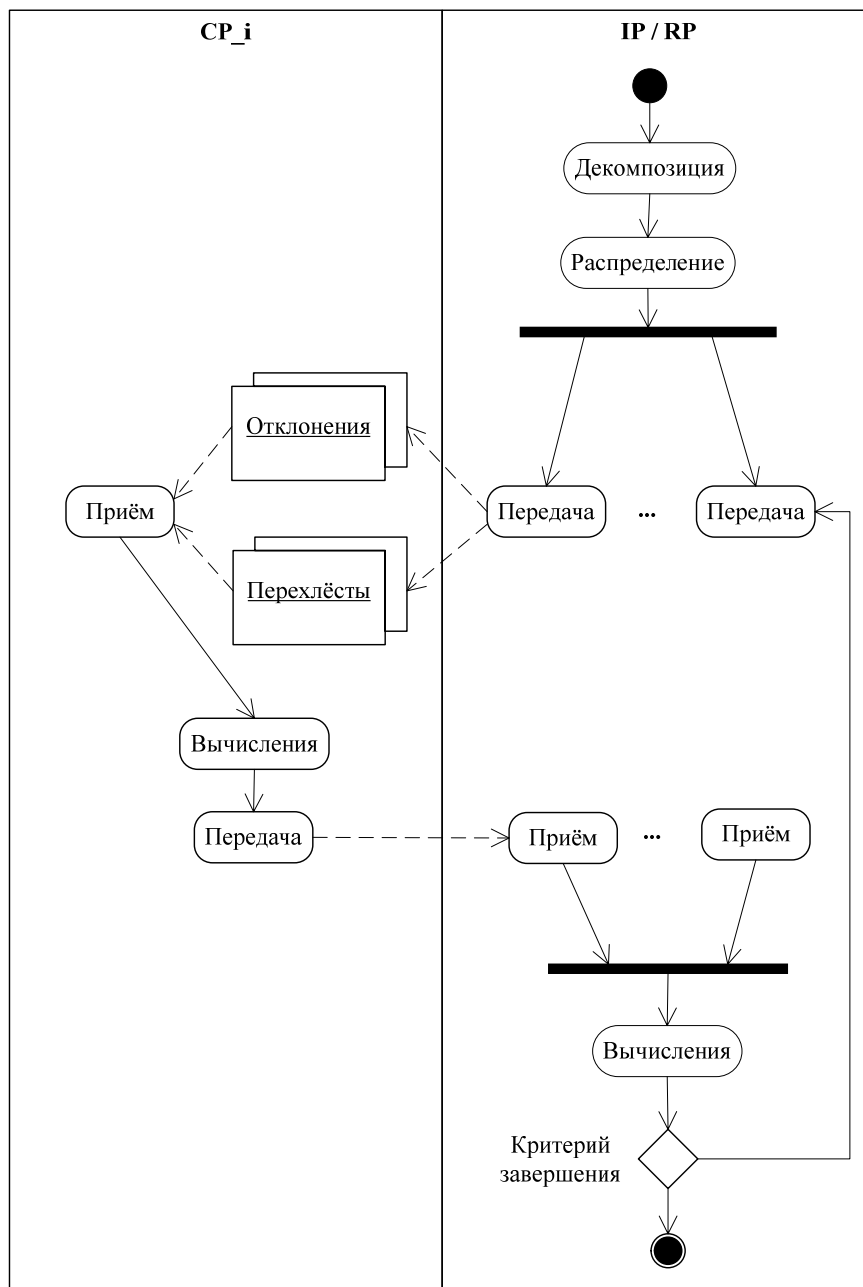 CP_i
IP / RP
Декомпозиция
Распределение
Отклонения
Приём
Передача
...
Передача
Перехлёсты
Вычисления
Передача
Приём
...
Приём
Вычисления
Критерий
завершения